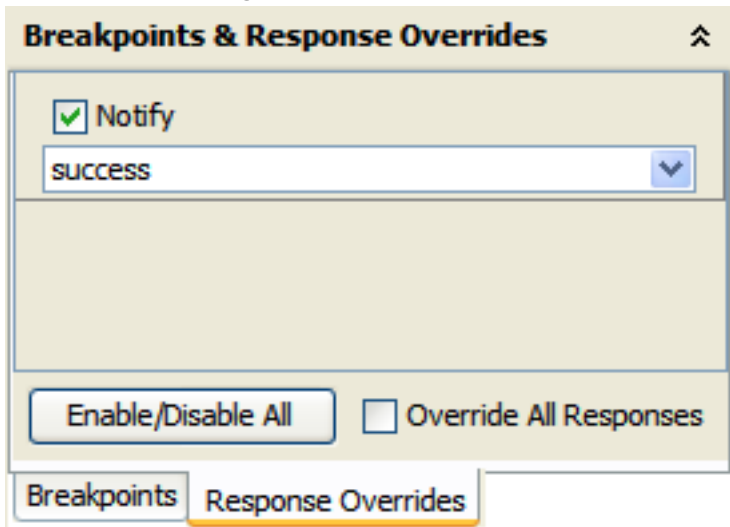 Breakpoints & Response Overrides
Notify
success
Enable/Disable All Override All Responses
Breakpoints Response Overrides